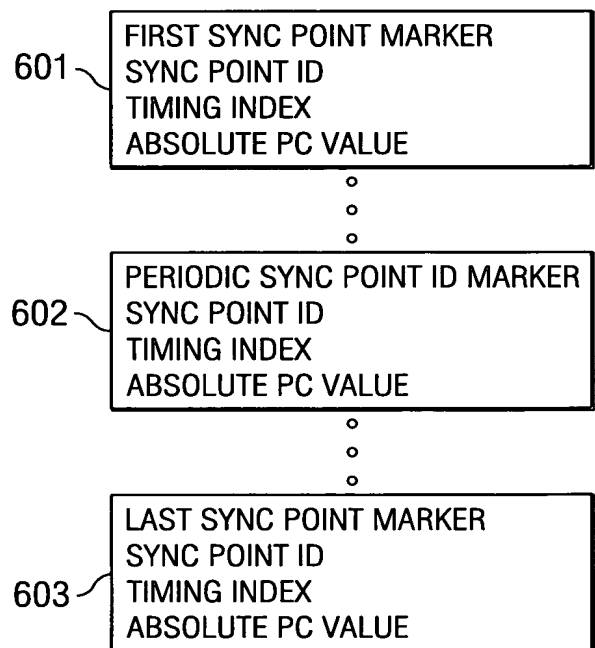 601
FIRST SYNC POINT MARKER
SYNC POINT ID
TIMING INDEX
ABSOLUTE PC VALUE
602
PERIODIC SYNC POINT ID MARKER
SYNC POINT ID
TIMING INDEX
ABSOLUTE PC VALUE
603
LAST SYNC POINT MARKER
SYNC POINT ID
TIMING INDEX
ABSOLUTE PC VALUE